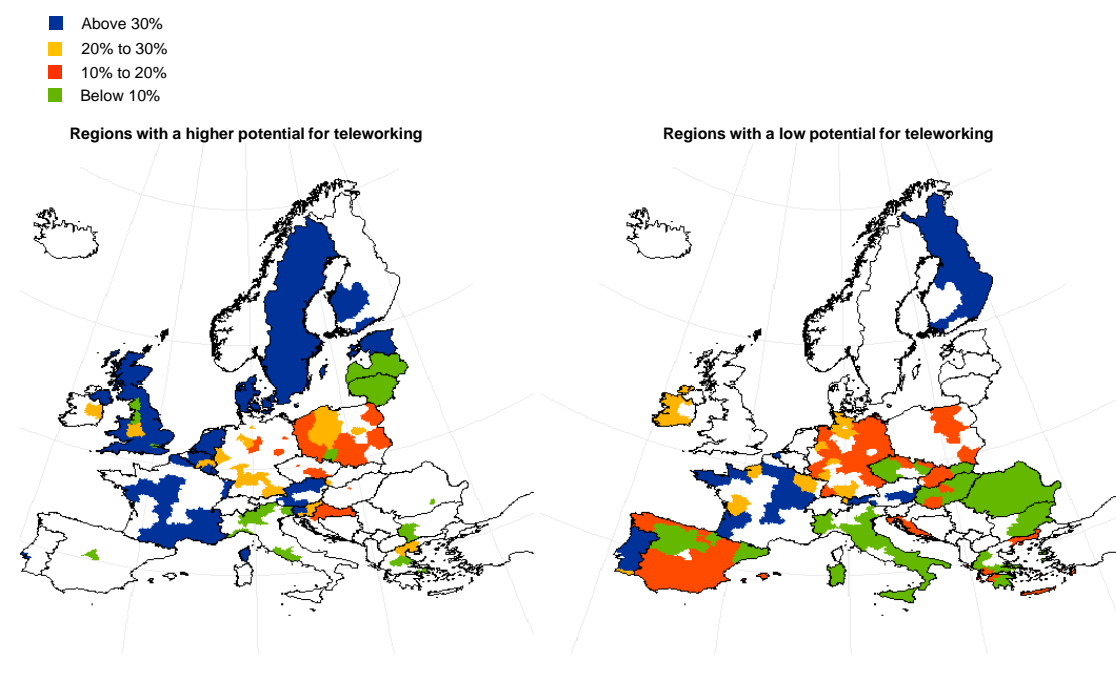 Above 30%
20% to 30%
10% to 20%
Below 10%
Regions with a higher potential for teleworking
Regions with a low potential for teleworking